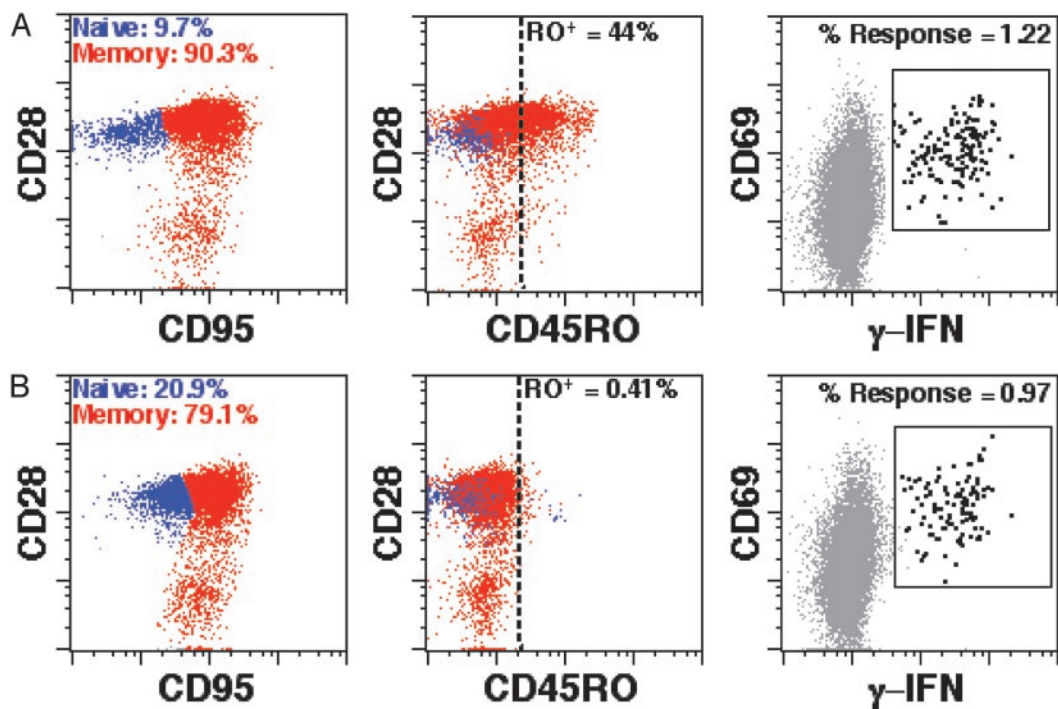 A
Naive: 9.7%
Memory: 90.3%
CD28
CD95
RO+ = 44%
CD28
CD45RO
% Response = 1.22
CD69
γ–IFN
B
Naive: 20.9%
Memory: 79.1%
CD28
CD95
RO+ = 0.41%
CD28
CD45RO
% Response = 0.97
CD69
γ–IFN